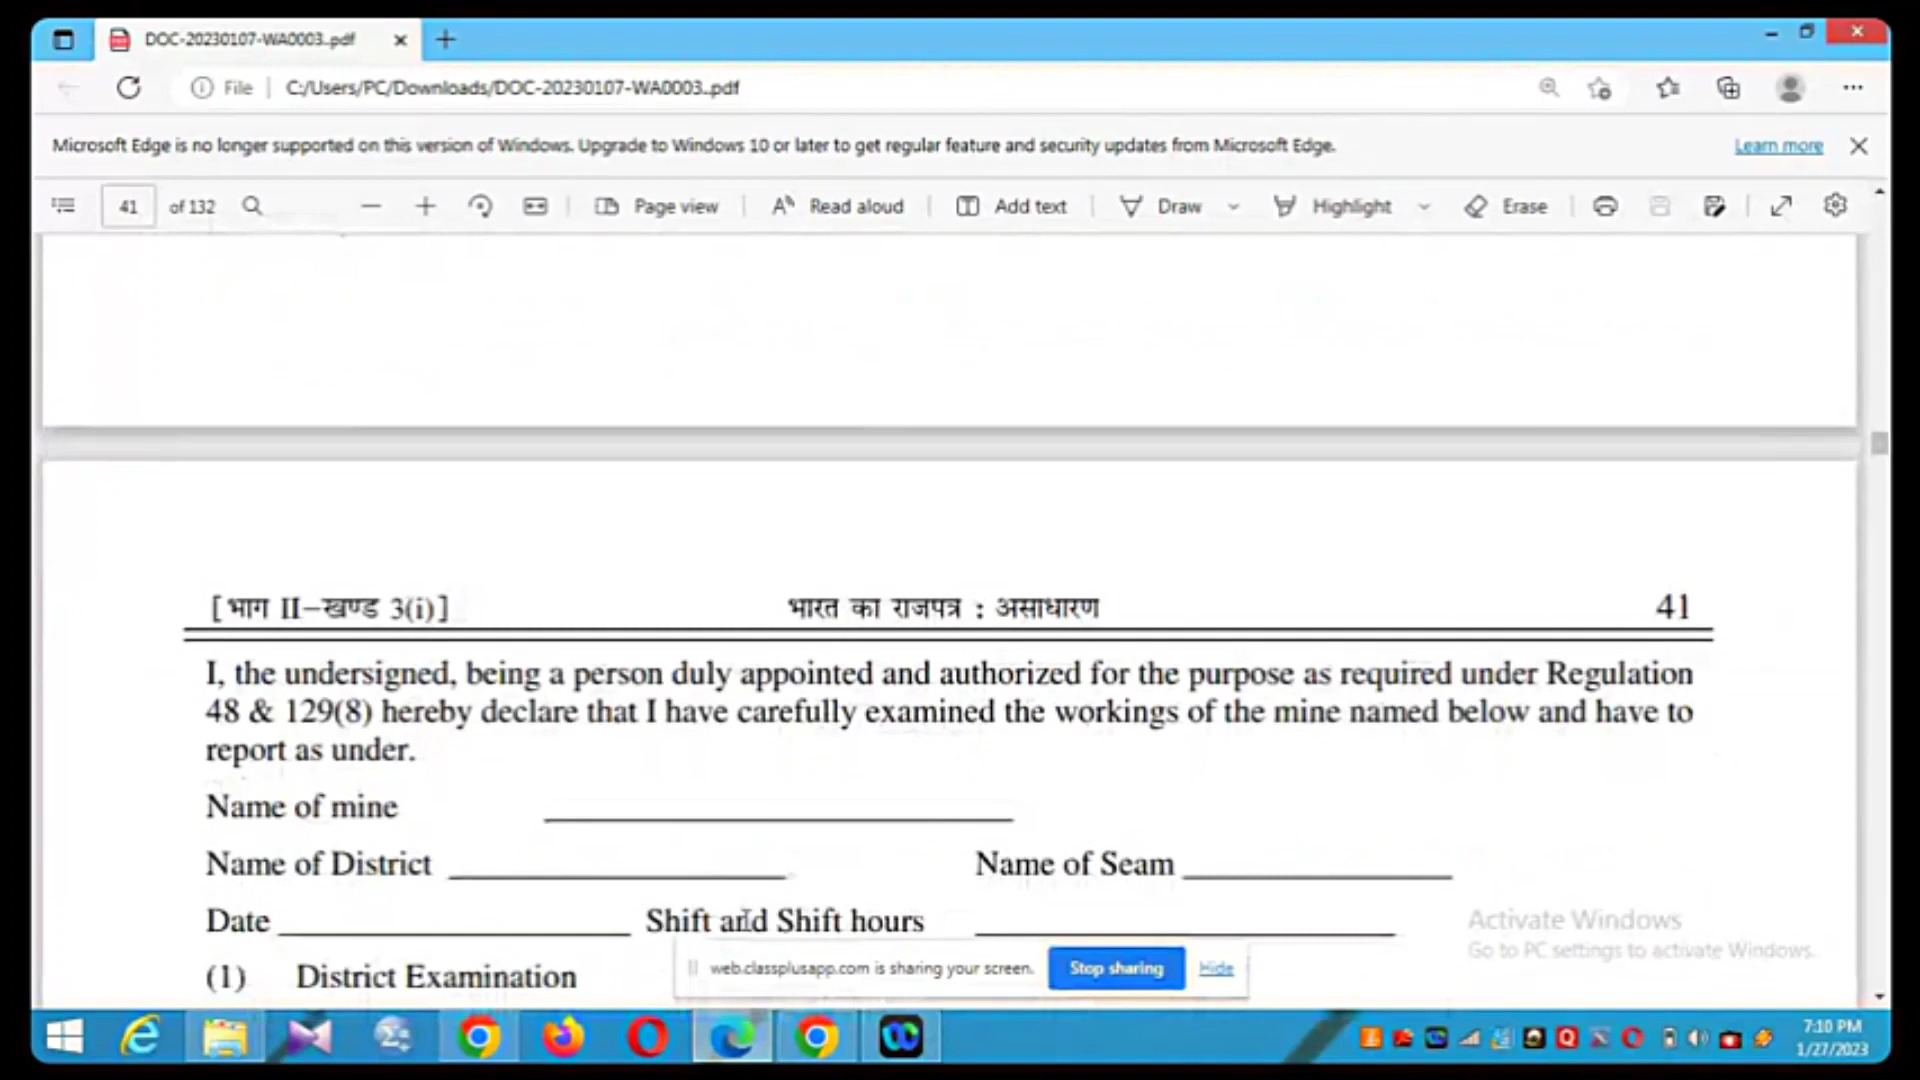 DOC-20230107-WA0003..pdf
File
C:/Users/PC/Downloads/DOC-20230107-WA0003..pdf
Microsoft Edge is no longer supported on this version of Windows. Upgrade to Windows 10 or later to get regular feature and security updates from Microsoft Edge.
Learn more
41 of 132
Page view
Read aloud
Add text
Draw
Highlight
Erase
[ भाग II—खण्ड 3(i) ] भारत का राजपत्र : असाधारण 41
I, the undersigned, being a person duly appointed and authorized for the purpose as required under Regulation
48 & 129(8) hereby declare that I have carefully examined the workings of the mine named below and have to
report as under.
Name of mine
Name of District Name of Seam
Date Shift and Shift hours
Activate Windows
Go to PC settings to activate Windows.
(1) District Examination
web.classplusapp.com is sharing your screen.
Stop sharing
Hide
7:10 PM
1/27/2023